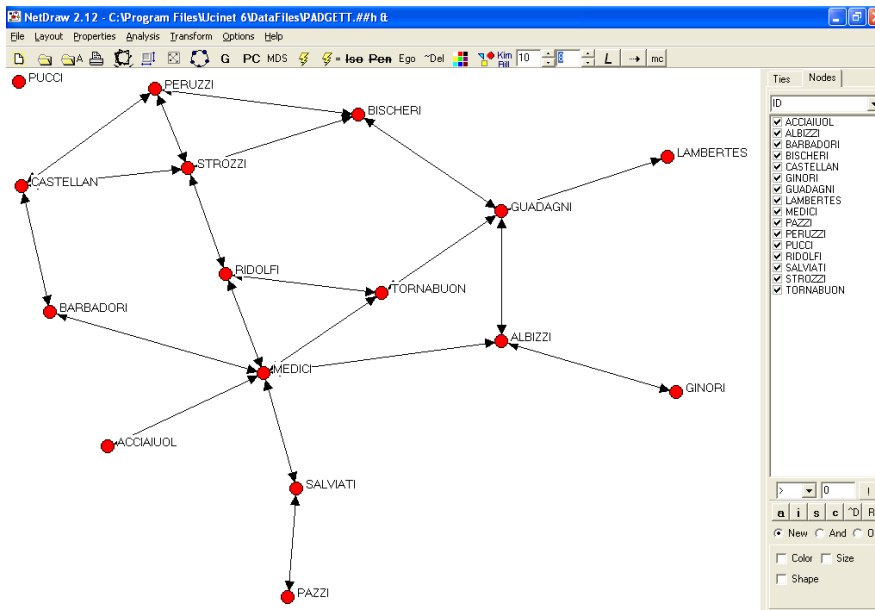 NetDraw 2.12 - C:\Program Files\Ucinet 6\DataFiles\PADGETT.##h &
File Layout Properties Analysis Transform Options Help
A G PC MDS = Iso Pen Ego ~Del Kim Bill 10 L mc
Ties Nodes
ID
ACCIAIUOL
ALBIZZI
BARBADORI
BISCHERI
CASTELLAN
GINORI
GUADAGNI
LAMBERTES
MEDICI
PAZZI
PERUZZI
PUCCI
RIDOLFI
SALVIATI
STROZZI
TORNABUON
> 0 !
a i s c ~D R
New And O
Color Size
Shape
PUCCI
PERUZZI
BISCHERI
LAMBERTES
STROZZI
CASTELLAN
GUADAGNI
RIDOLFI
TORNABUON
BARBADORI
ALBIZZI
MEDICI
GINORI
ACCIAIUOL
SALVIATI
PAZZI